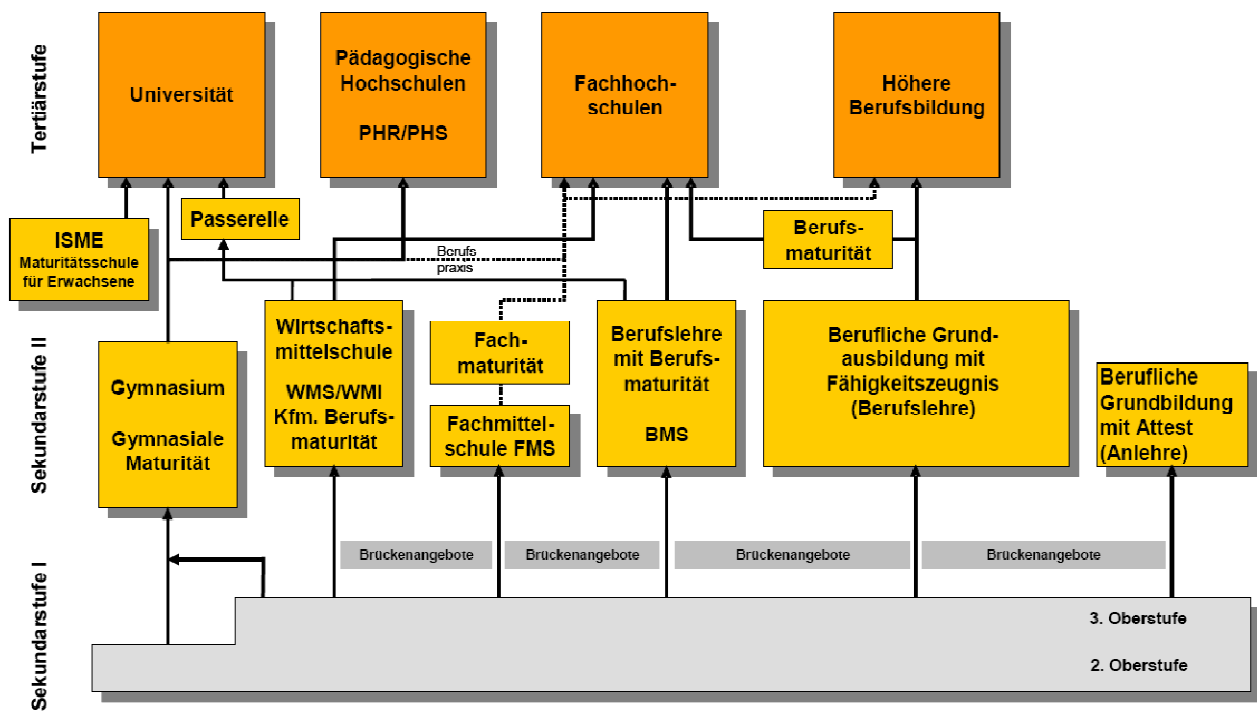 Tertiärstufe
Universität
Pädagogische
Hochschulen
PHR/PHS
Fachhoch-
schulen
Höhere
Berufsbildung
Passerelle
ISME
Maturitätsschule
für Erwachsene
Berufs
praxis
Berufs-
maturität
Sekundarstufe II
Gymnasium
Gymnasiale
Maturität
Wirtschafts-
mittelschule
WMS/WMI
Kfm. Berufs-
maturität
Fach-
maturität
Fachmittel-
schule FMS
Berufslehre
mit Berufs-
maturität
BMS
Berufliche Grund-
ausbildung mit
Fähigkeitszeugnis
(Berufslehre)
Berufliche
Grundbildung
mit Attest
(Anlehre)
Sekundarstufe I
Brückenangebote
Brückenangebote
Brückenangebote
Brückenangebote
3. Oberstufe
2. Oberstufe